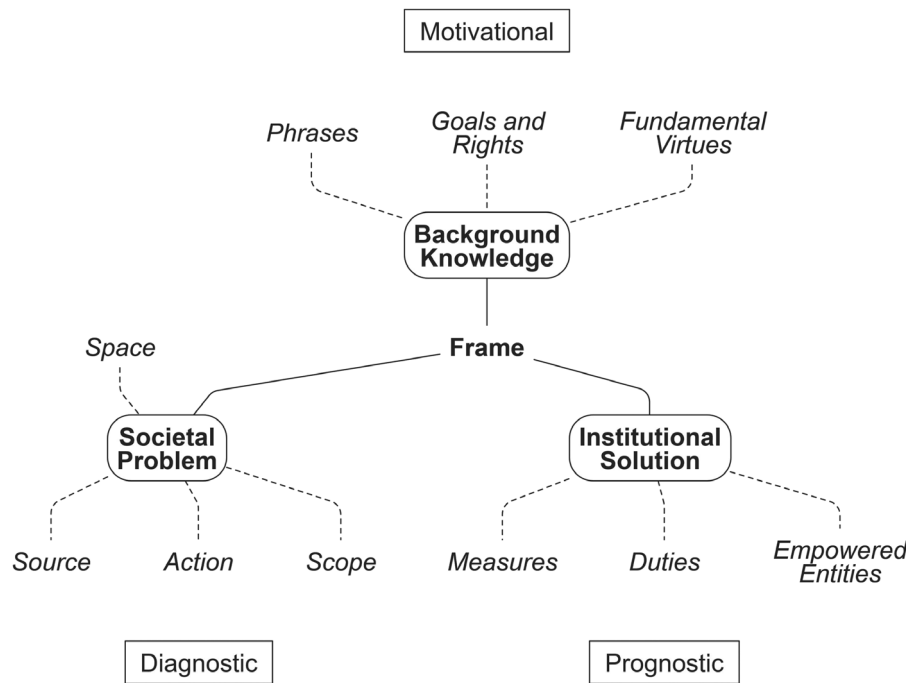 Motivational
Phrases
Goals and
Rights
Fundamental
Virtues
Background
Knowledge
Frame
Space
Societal
Problem
Institutional
Solution
Source
Action
Scope
Measures
Duties
Empowered
Entities
Diagnostic
Prognostic